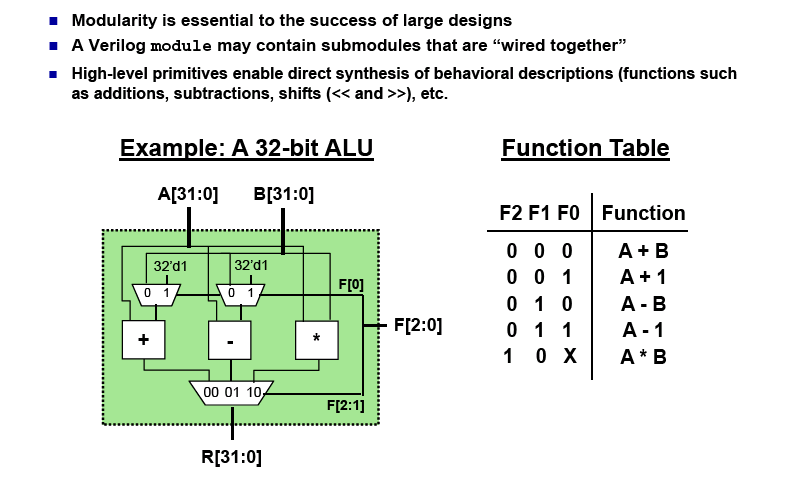 Modularity is essential to the success of large designs
A Verilog module may contain submodules that are “wired together”
High-level primitives enable direct synthesis of behavioral descriptions (functions such
as additions, subtractions, shifts (<< and >>), etc.
Example: A 32-bit ALU
A[31:0] B[31:0]
32'd1 32'd1
F[0]
0 1 0 1
F[2:0]
+ - *
00 01 10
F[2:1]
R[31:0]
Function Table
F2 F1 F0 Function
0 0 0 A + B
0 0 1 A + 1
0 1 0 A - B
0 1 1 A - 1
1 0 X A * B